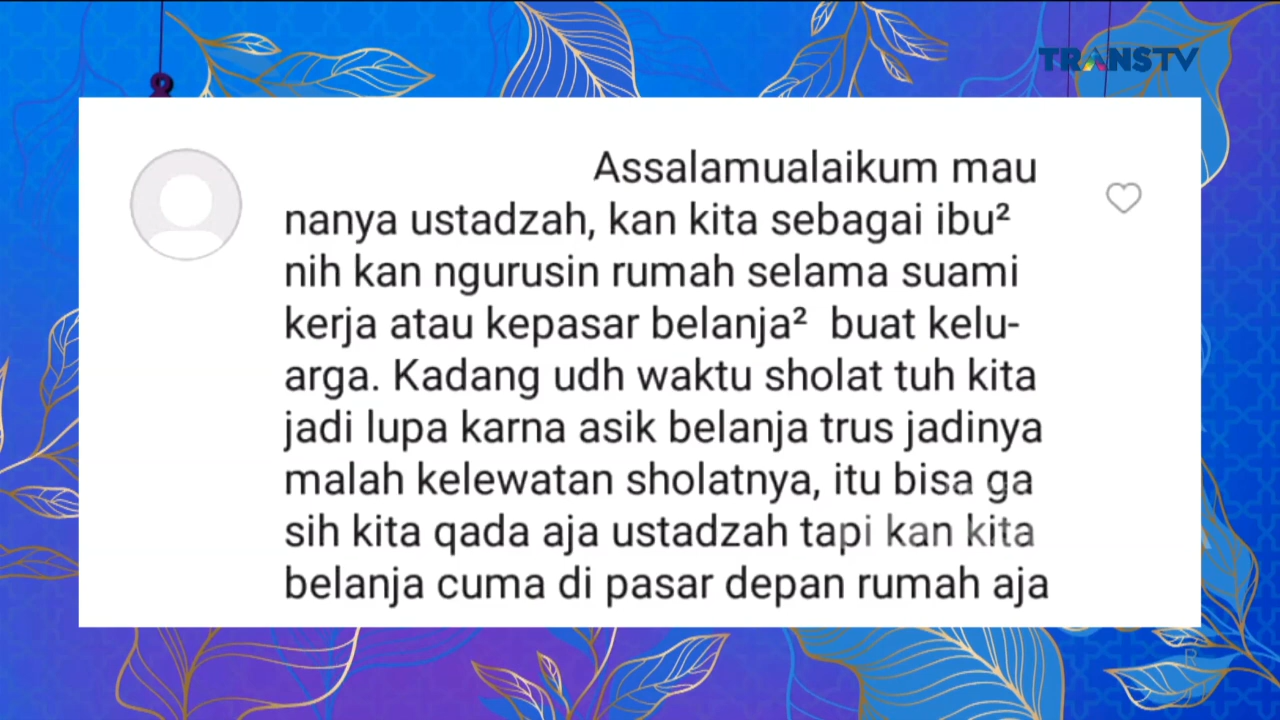 TRANSTV
Assalamualaikum mau
nanya ustadzah, kan kita sebagai ibu²
nih kan ngurusin rumah selama suami
kerja atau kepasar belanja² buat kelu-
arga. Kadang udh waktu sholat tuh kita
jadi lupa karna asik belanja trus jadinya
malah kelewatan sholatnya, itu bisa ga
sih kita qada aja ustadzah tapi kan kita
belanja cuma di pasar depan rumah aja